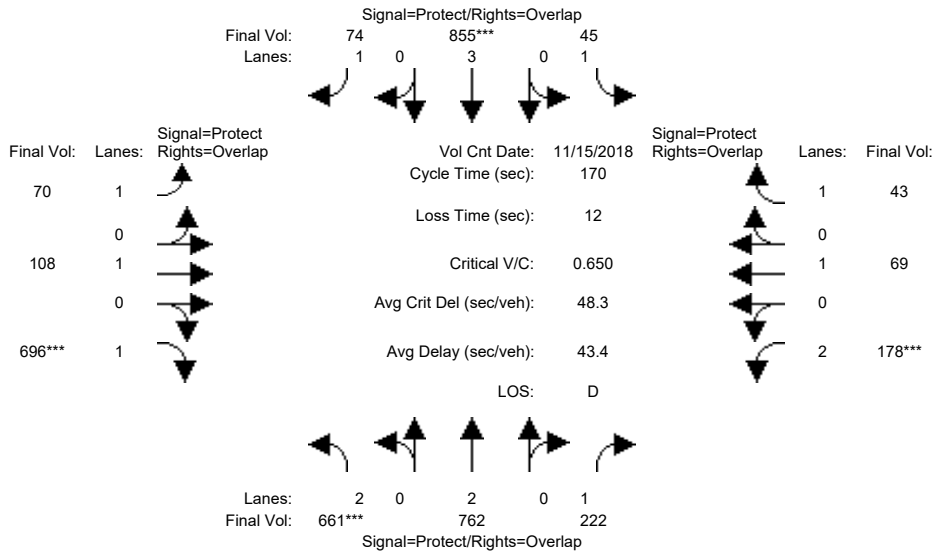 Signal=Protect/Rights=Overlap
Final Vol: 74 855*** 45
Lanes: 1 0 3 0 1
Signal=Protect Signal=Protect
Final Vol: Lanes: Rights=Overlap Vol Cnt Date: 11/15/2018 Rights=Overlap Lanes: Final Vol:
Cycle Time (sec): 170
70 1 1 43
Loss Time (sec): 12
0 0
108 1 Critical V/C: 0.650 1 69
0 Avg Crit Del (sec/veh): 48.3 0
696*** 1 Avg Delay (sec/veh): 43.4 2 178***
LOS: D
Lanes: 2 0 2 0 1
Final Vol: 661*** 762 222
Signal=Protect/Rights=Overlap